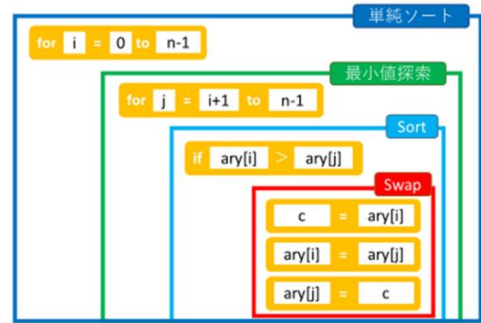 単純ソート
for i = 0 to n-1
最小値探索
for j = i+1 to n-1
Sort
if ary[i] > ary[j]
Swap
c = ary[i]
ary[i] = ary[j]
ary[j] = c